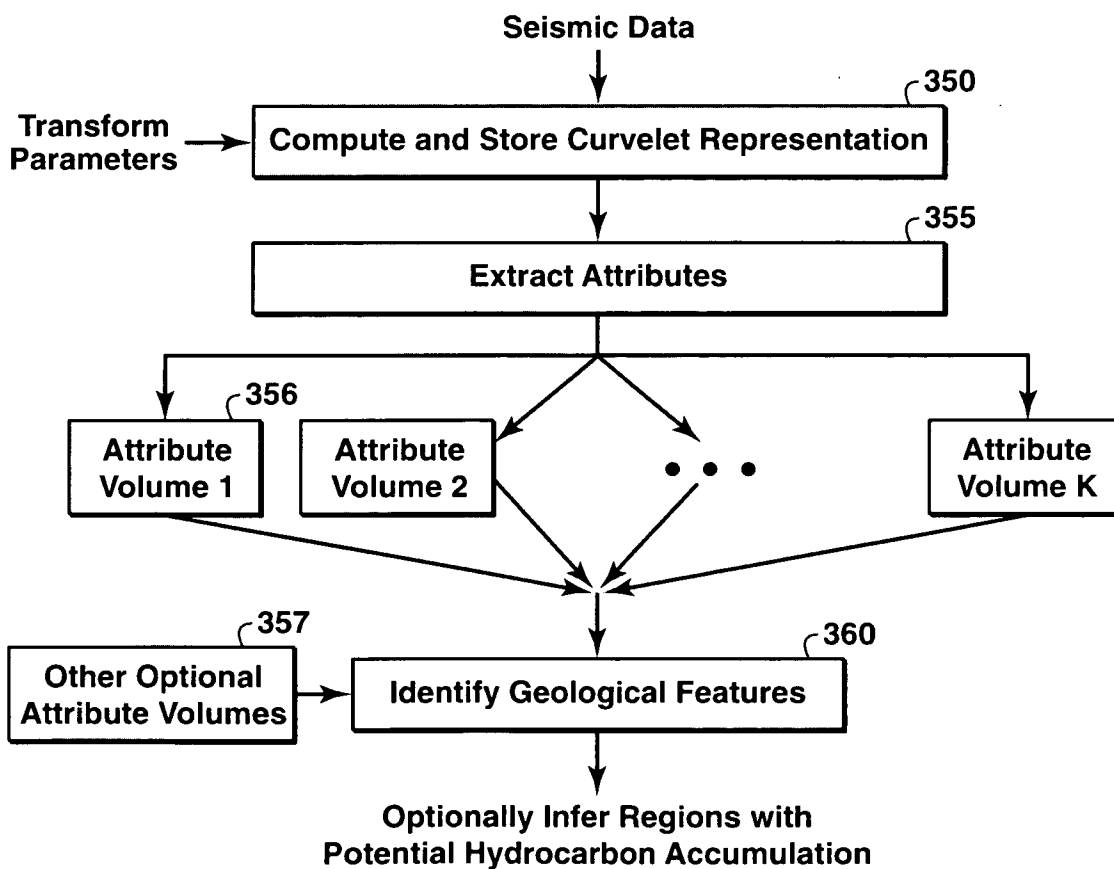 Seismic Data
350
Transform
Parameters
Compute and Store Curvelet Representation
355
Extract Attributes
356
Attribute
Volume 1
Attribute
Volume 2
Attribute
Volume K
357
Other Optional
Attribute Volumes
360
Identify Geological Features
Optionally Infer Regions with
Potential Hydrocarbon Accumulation